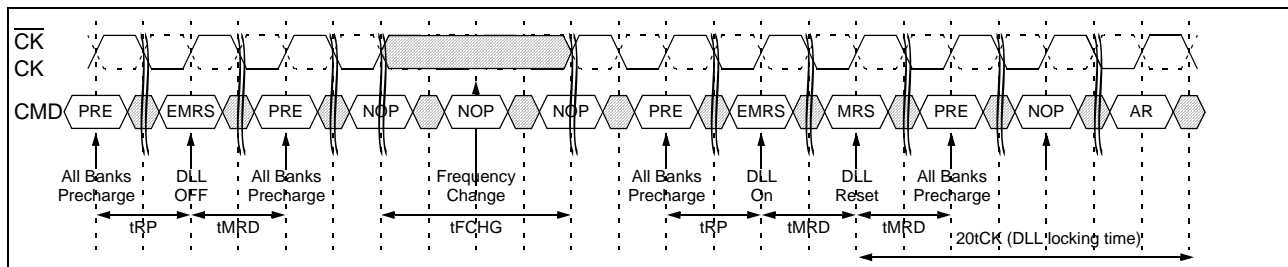 CK
CK
CMD PRE EMRS PRE NOP NOP NOP PRE EMRS MRS PRE NOP AR
All Banks DLL All Banks Frequency All Banks DLL DLL All Banks
Precharge OFF Precharge Change Precharge On Reset Precharge
tRP tMRD tFCHG tRP tMRD tMRD
20tCK (DLL locking time)